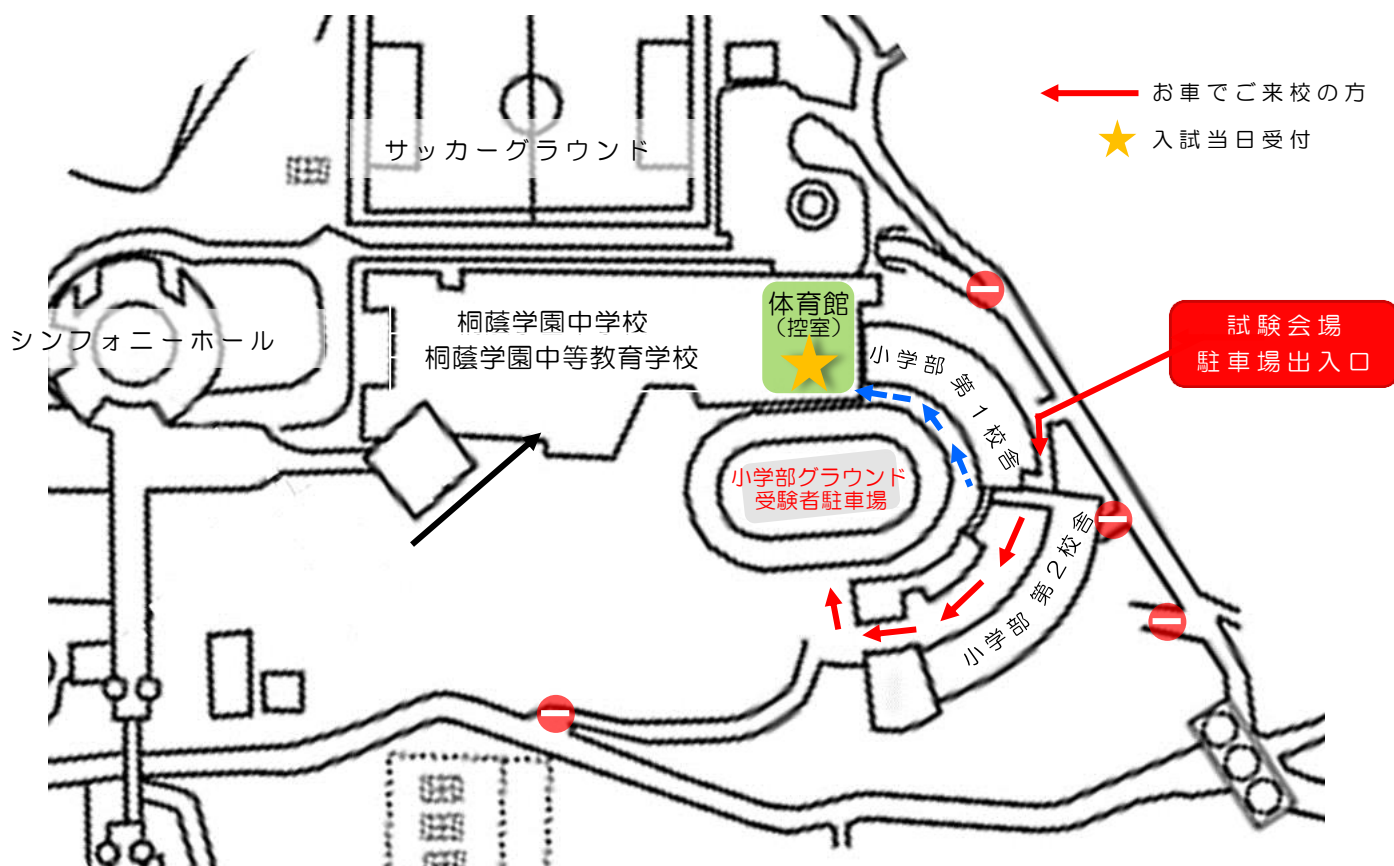 お車でご来校の方
入試当日受付
サッカーグラウンド
シンフォニーホール
桐蔭学園中学校
桐蔭学園中等教育学校
体育館
（控室）
小学部 第１校舎
試験会場
駐車場出入口
小学部グラウンド
受験者駐車場
小学部 第２校舎